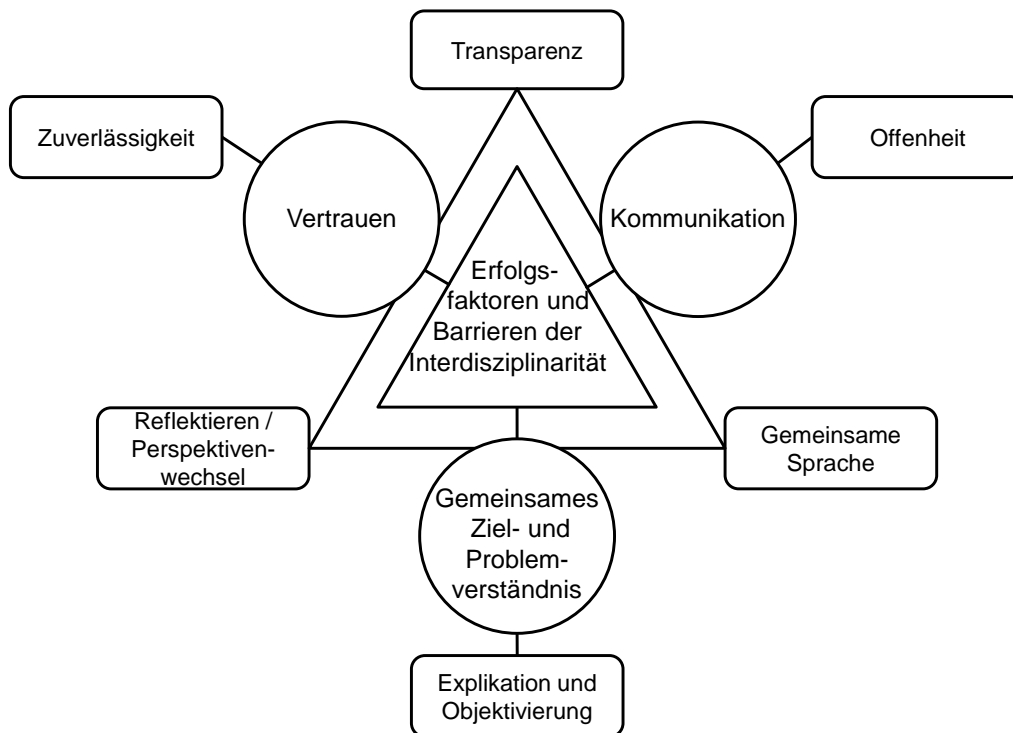 Transparenz
Zuverlässigkeit
Offenheit
Vertrauen
Kommunikation
Erfolgs-
faktoren und
Barrieren der
Interdisziplinarität
Reflektieren /
Perspektiven-
wechsel
Gemeinsame
Sprache
Gemeinsames
Ziel- und
Problem-
verständnis
Explikation und
Objektivierung